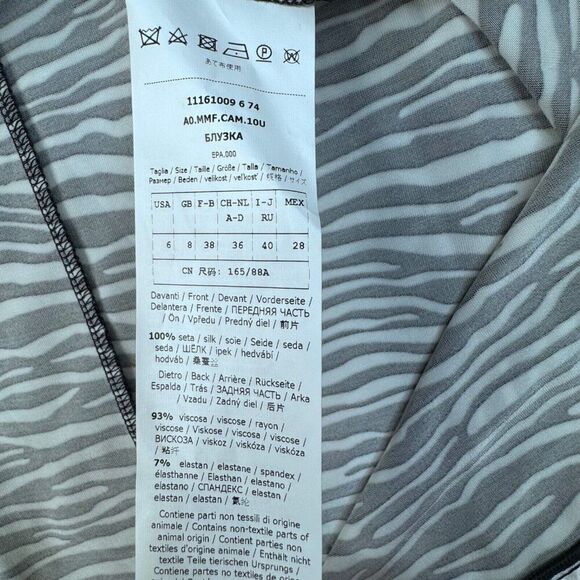 あて布使用
11161009 6 74
A0.MMF.CAM.10U
БЛУЗКА
EPA.000
Taglia / Size / Taille / Größe / Talla / Tamanho /
Размер / Beden / velikost / veľkosť / 规格 / サイズ
USA GB F-B CH-NL I-J MEX
A-D RU
6 8 38 36 40 28
CN 尺码: 165/88A
Davanti / Front / Devant / Vorderseite /
Delantera / Frente / ПЕРЕДНЯЯ ЧАСТЬ
/ Ön / Vpředu / Predný diel / 前片
100% seta / silk / soie / Seide / seda /
seda / ШЁЛК / ipek / hedvábí /
hodváb / 桑蚕丝
Dietro / Back / Arrière / Rückseite /
Espalda / Trás / ЗАДНЯЯ ЧАСТЬ / Arka
/ Vzadu / Zadný diel / 后片
93% viscosa / viscose / rayon /
viscose / Viskose / viscosa / viscose /
ВИСКОЗА / viskoz / viskóza / viskóza
/ 粘纤
7% elastan / elastane / spandex /
élasthanne / Elasthan / elastano /
elastano / СПАНДЕКС / elastan /
elastan / elastan / 氨纶
Contiene parti non tessili di origine
animale / Contains non-textile parts of
animal origin / Contient parties non
textiles d'origine animale / Enthält nicht
textile Teile tierischen Ursprungs /
Contiene partes no